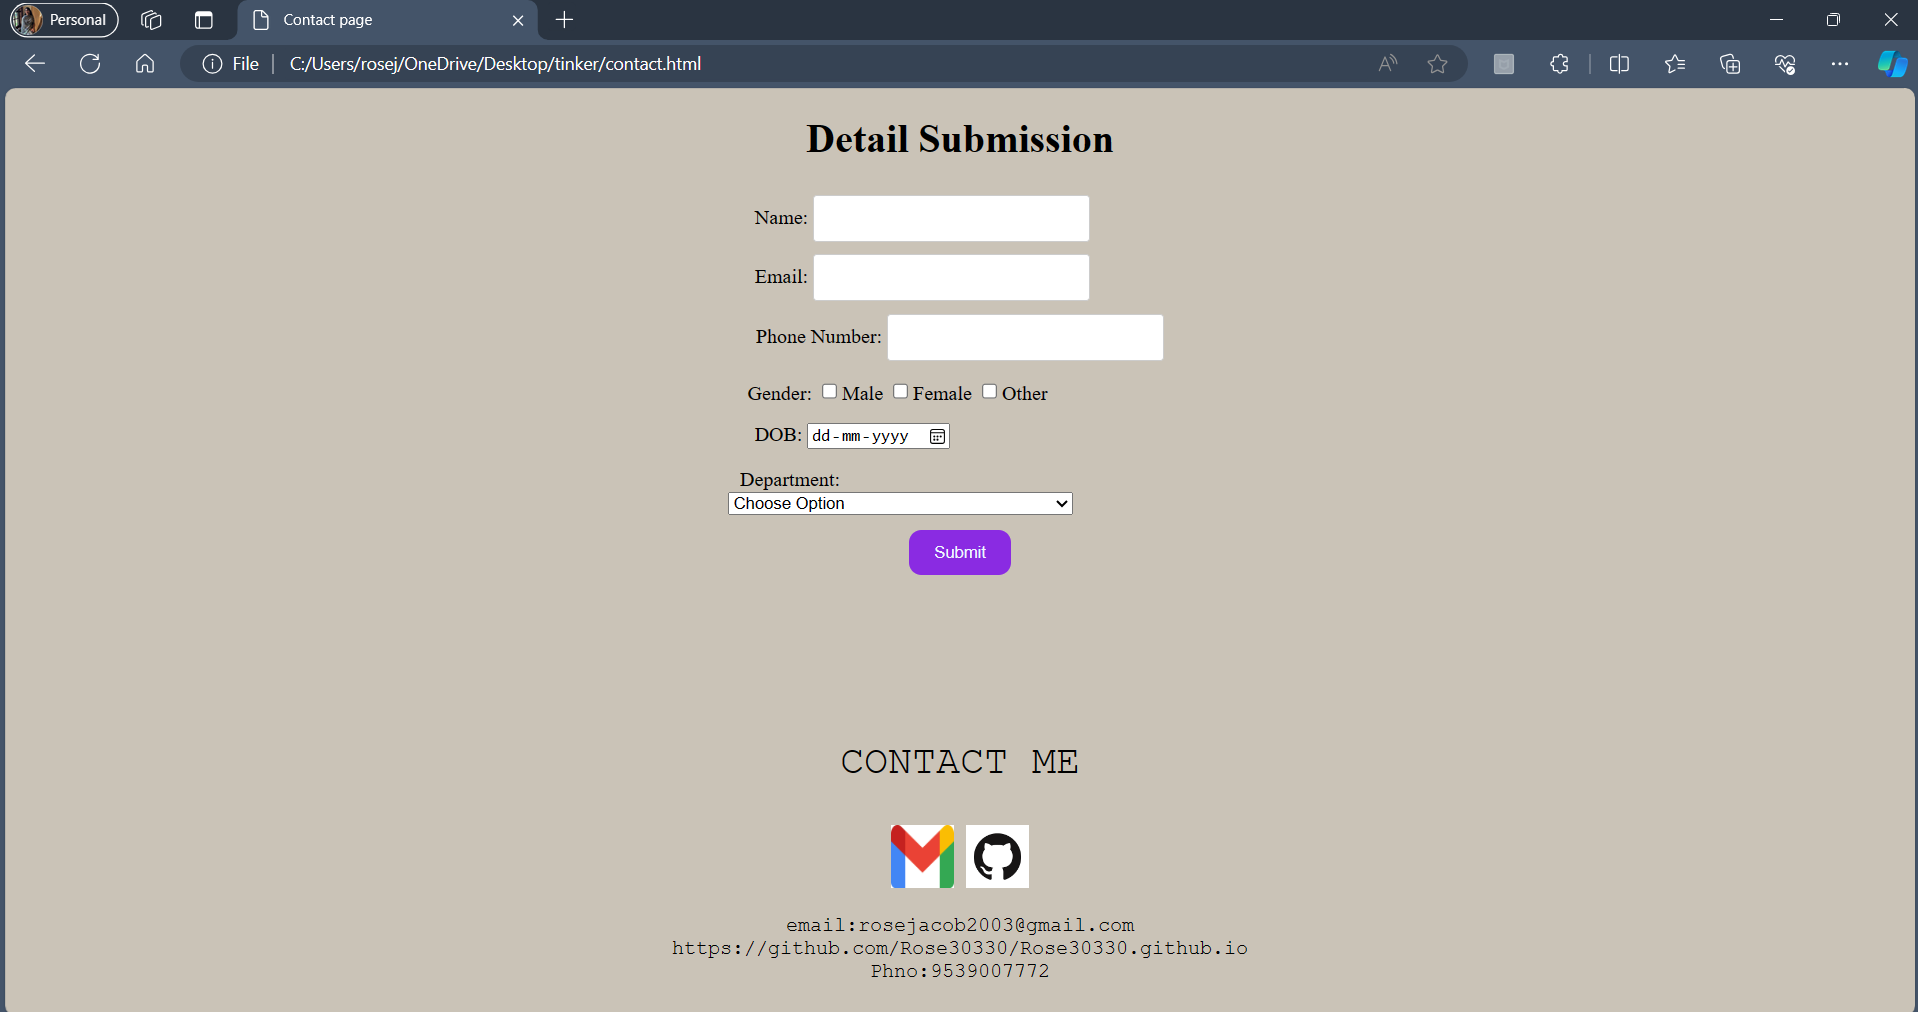 Personal
Contact page
File
C:/Users/rosej/OneDrive/Desktop/tinker/contact.html
Detail Submission
Name:
Email:
Phone Number:
Gender: Male Female Other
DOB: dd-mm-yyyy
Department:
Choose Option
Submit
CONTACT ME
email:rosejacob2003@gmail.com
https://github.com/Rose30330/Rose30330.github.io
Phno:9539007772